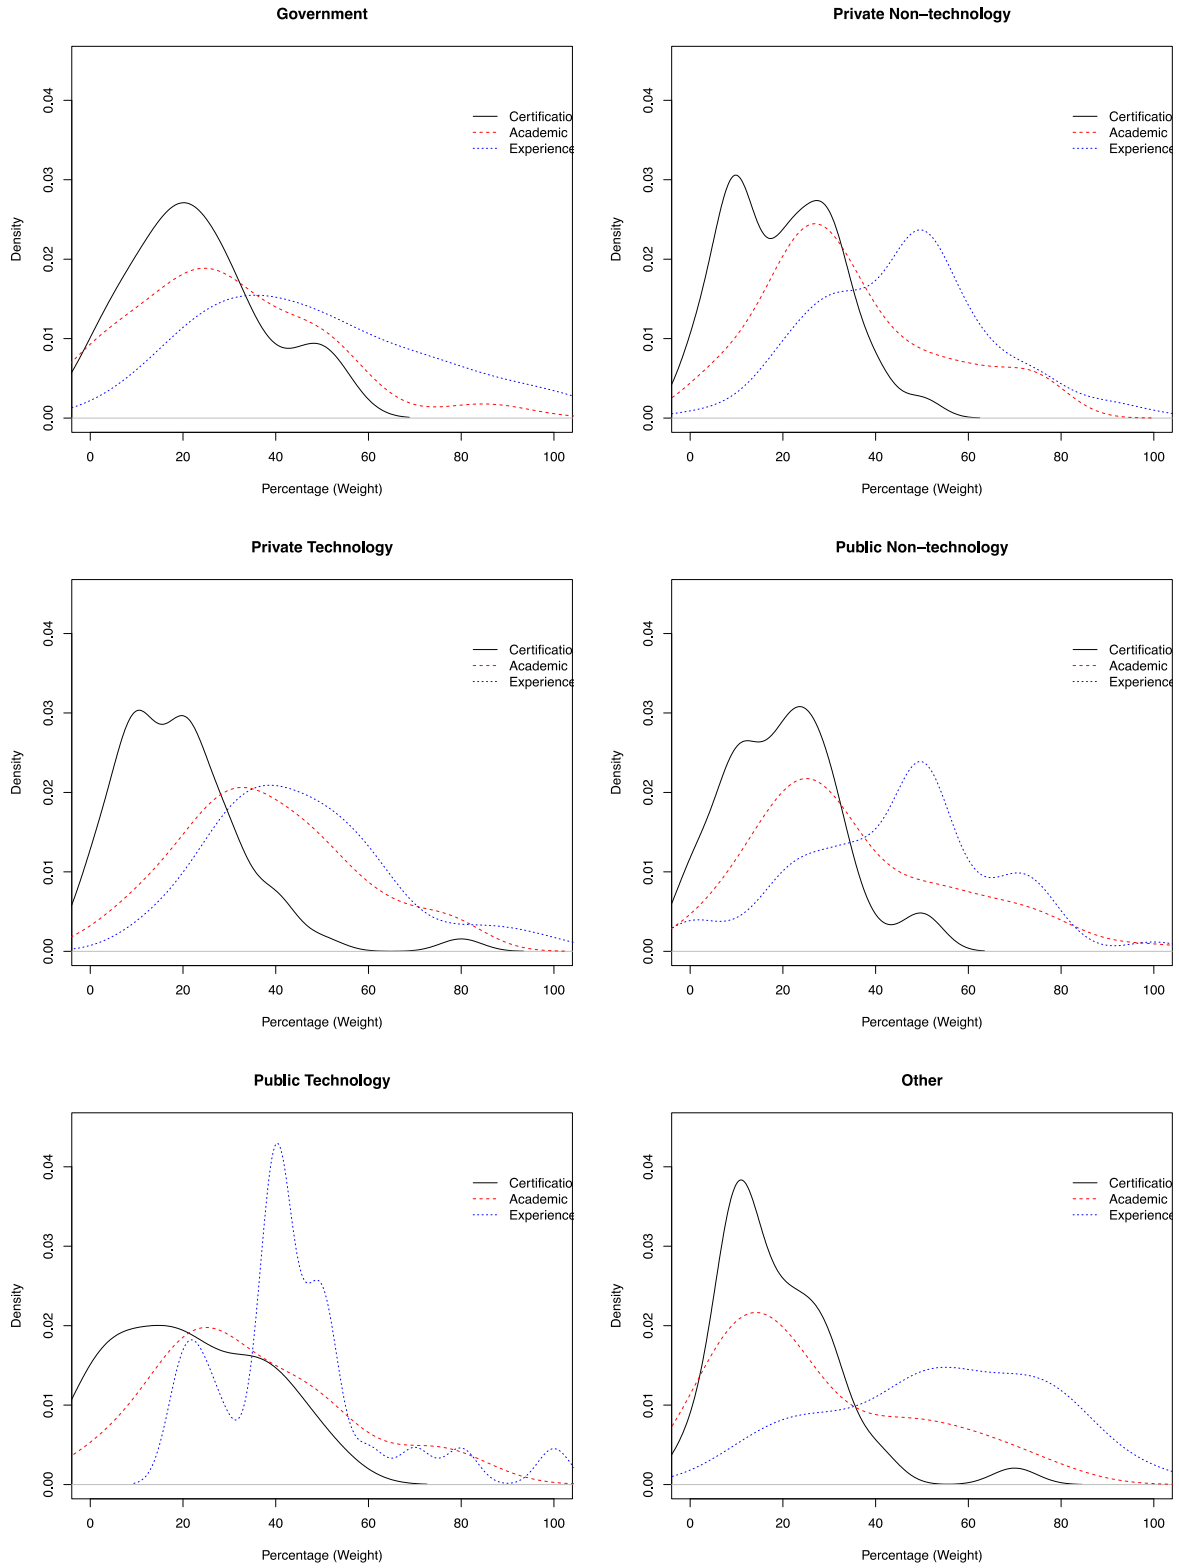 Government
Density
0.00 0.01 0.02 0.03 0.04
Certificatio
Academic
Experience
0 20 40 60 80 100
Percentage (Weight)
Private Non−technology
Density
0.00 0.01 0.02 0.03 0.04
Certificatio
Academic
Experience
0 20 40 60 80 100
Percentage (Weight)
Private Technology
Density
0.00 0.01 0.02 0.03 0.04
Certificatio
Academic
Experience
0 20 40 60 80 100
Percentage (Weight)
Public Non−technology
Density
0.00 0.01 0.02 0.03 0.04
Certificatio
Academic
Experience
0 20 40 60 80 100
Percentage (Weight)
Public Technology
Density
0.00 0.01 0.02 0.03 0.04
Certificatio
Academic
Experience
0 20 40 60 80 100
Percentage (Weight)
Other
Density
0.00 0.01 0.02 0.03 0.04
Certificatio
Academic
Experience
0 20 40 60 80 100
Percentage (Weight)